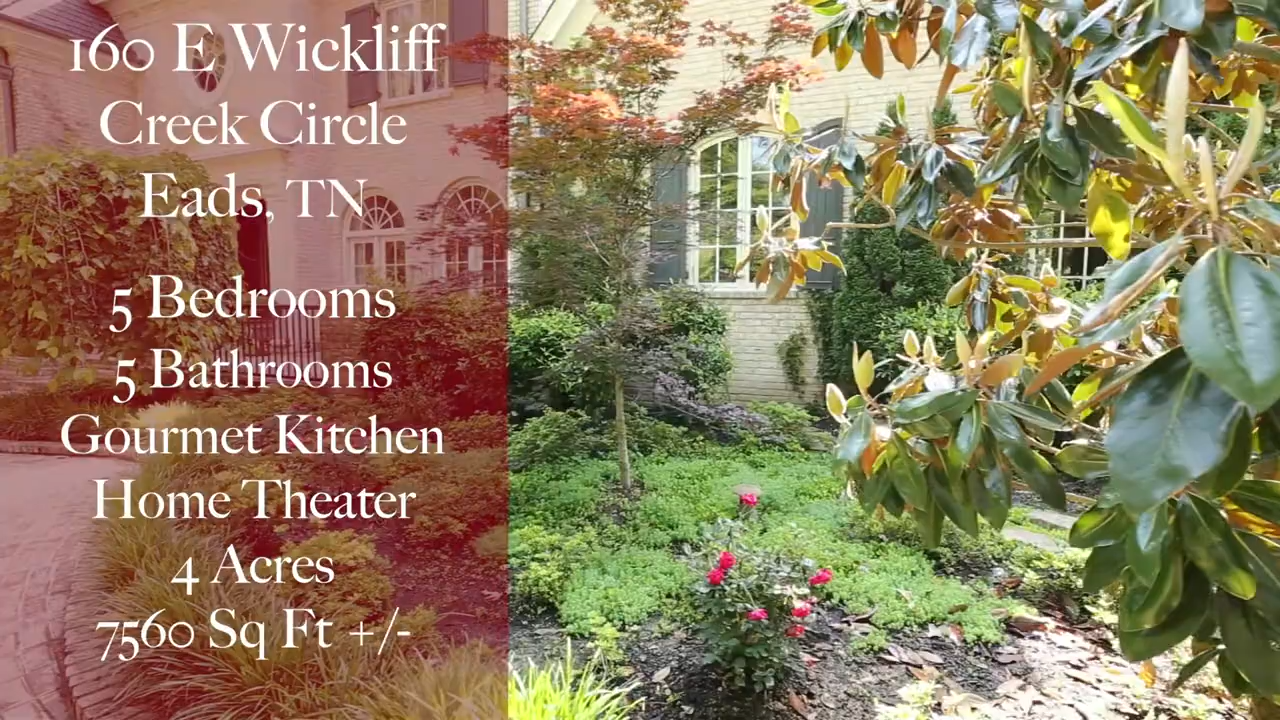 160 E Wickliff
Creek Circle
Eads, TN
5 Bedrooms
5 Bathrooms
Gourmet Kitchen
Home Theater
4 Acres
7560 Sq Ft +/-